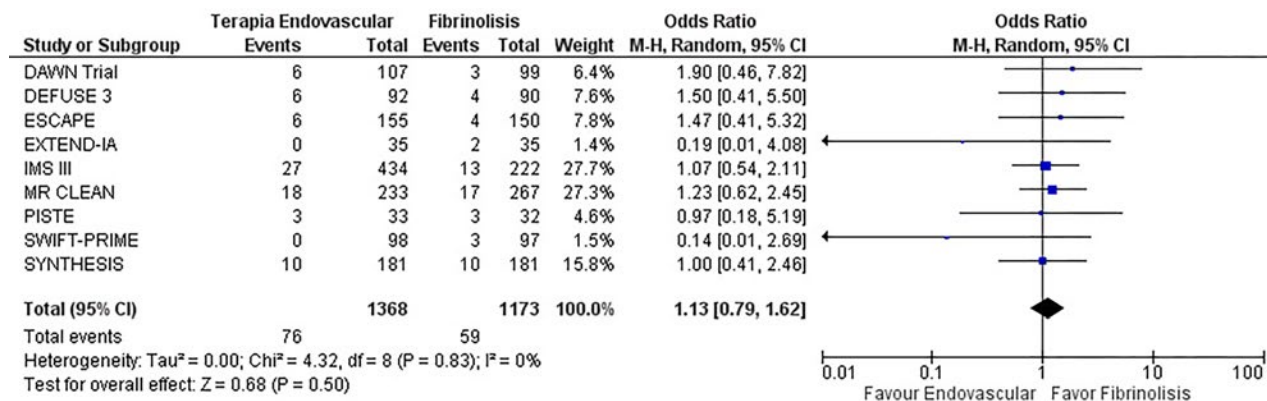 Terapia Endovascular Fibrinolisis Odds Ratio Odds Ratio
Study or Subgroup Events Total Events Total Weight M-H, Random, 95% CI M-H, Random, 95% CI
DAWN Trial 6 107 3 99 6.4% 1.90 [0.46, 7.82]
DEFUSE 3 6 92 4 90 7.6% 1.50 [0.41, 5.50]
ESCAPE 6 155 4 150 7.8% 1.47 [0.41, 5.32]
EXTEND-IA 0 35 2 35 1.4% 0.19 [0.01, 4.08]
IMS III 27 434 13 222 27.7% 1.07 [0.54, 2.11]
MR CLEAN 18 233 17 267 27.3% 1.23 [0.62, 2.45]
PISTE 3 33 3 32 4.6% 0.97 [0.18, 5.19]
SWIFT-PRIME 0 98 3 97 1.5% 0.14 [0.01, 2.69]
SYNTHESIS 10 181 10 181 15.8% 1.00 [0.41, 2.46]
Total (95% CI) 1368 1173 100.0% 1.13 [0.79, 1.62]
Total events 76 59
Heterogeneity: Tau² = 0.00; Chi² = 4.32, df = 8 (P = 0.83); I² = 0%
Test for overall effect: Z = 0.68 (P = 0.50)
0.01 0.1 1 10 100
Favour Endovascular Favor Fibrinolisis